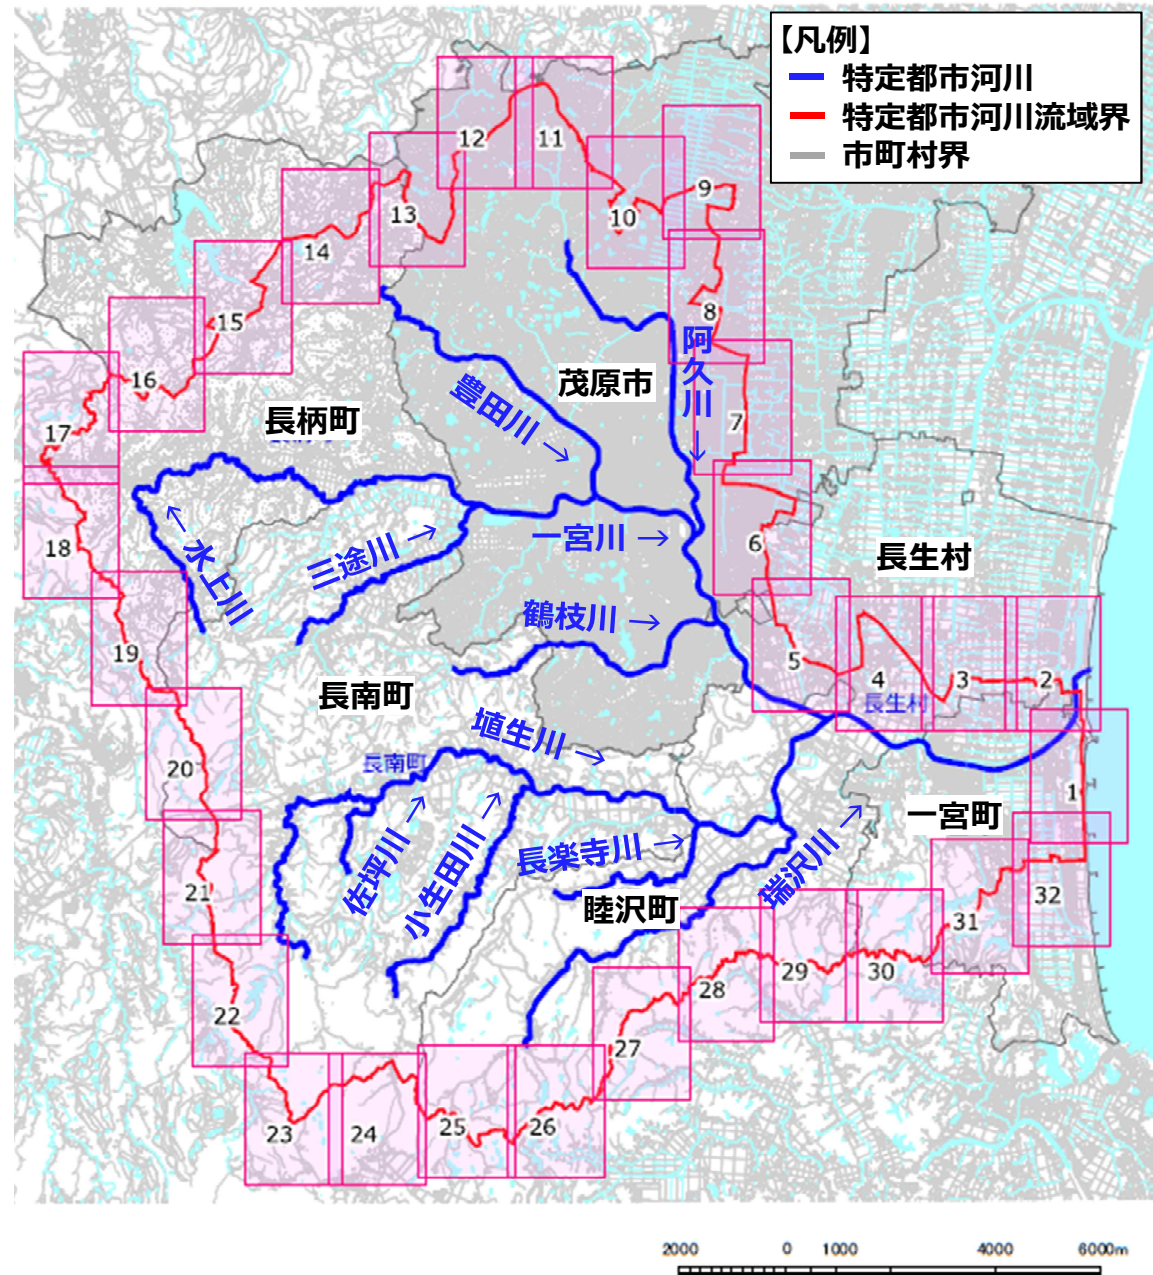 【凡例】
特定都市河川
特定都市河川流域界
市町村界
12
11
9
10
13
14
8
15
阿久川
↓
茂原市
16
豊田川 →
長柄町
7
17
一宮川 →
6
長生村
18
水上川 →
三途川 →
鶴枝川 →
19
5
4
3
2
長生村
長南町
埴生川 →
20
長南町
1
一宮町
佐坪川 →
小生田川 →
長楽寺川 →
瑞沢川 →
21
睦沢町
32
31
22
28
29
30
27
23
24
25
26
2000 0 1000 4000 6000m